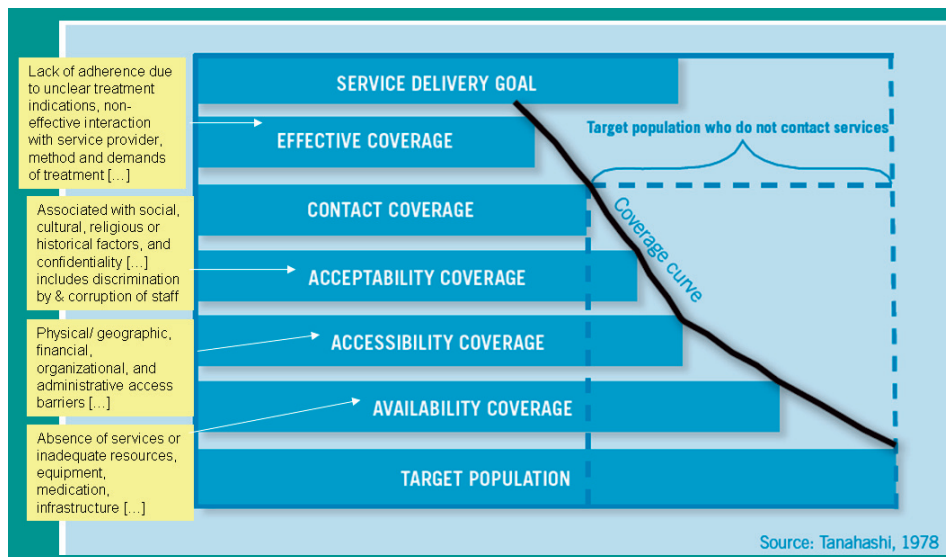 Lack of adherence due
to unclear treatment
indications, non-
effective interaction
with service provider,
method and demands
of treatment […]
Associated with social,
cultural, religious or
historical factors, and
confidentiality […]
includes discrimination
by & corruption of staff
Physical/ geographic,
financial,
organizational, and
administrative access
barriers […]
Absence of services or
inadequate resources,
equipment,
medication,
infrastructure […]
SERVICE DELIVERY GOAL
EFFECTIVE COVERAGE
CONTACT COVERAGE
ACCEPTABILITY COVERAGE
ACCESSIBILITY COVERAGE
AVAILABILITY COVERAGE
TARGET POPULATION
Target population who do not contact services
Coverage curve
Source: Tanahashi, 1978